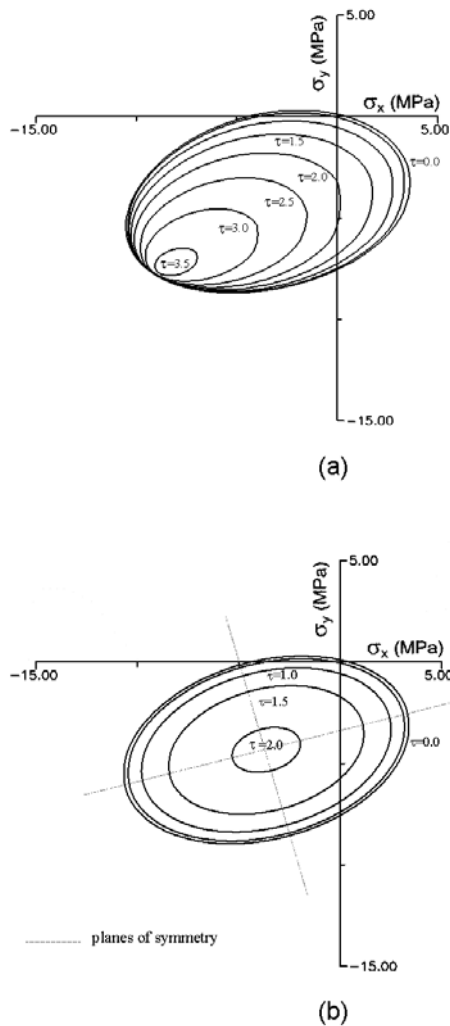 5.00
σy (MPa)
σx (MPa)
-15.00
5.00
τ=0.0
τ=1.5
τ=2.0
τ=2.5
τ=3.0
τ=3.5
-15.00
(a)
5.00
σy (MPa)
σx (MPa)
-15.00
5.00
τ=1.0
τ=1.5
τ=2.0
τ=0.0
planes of symmetry
-15.00
(b)